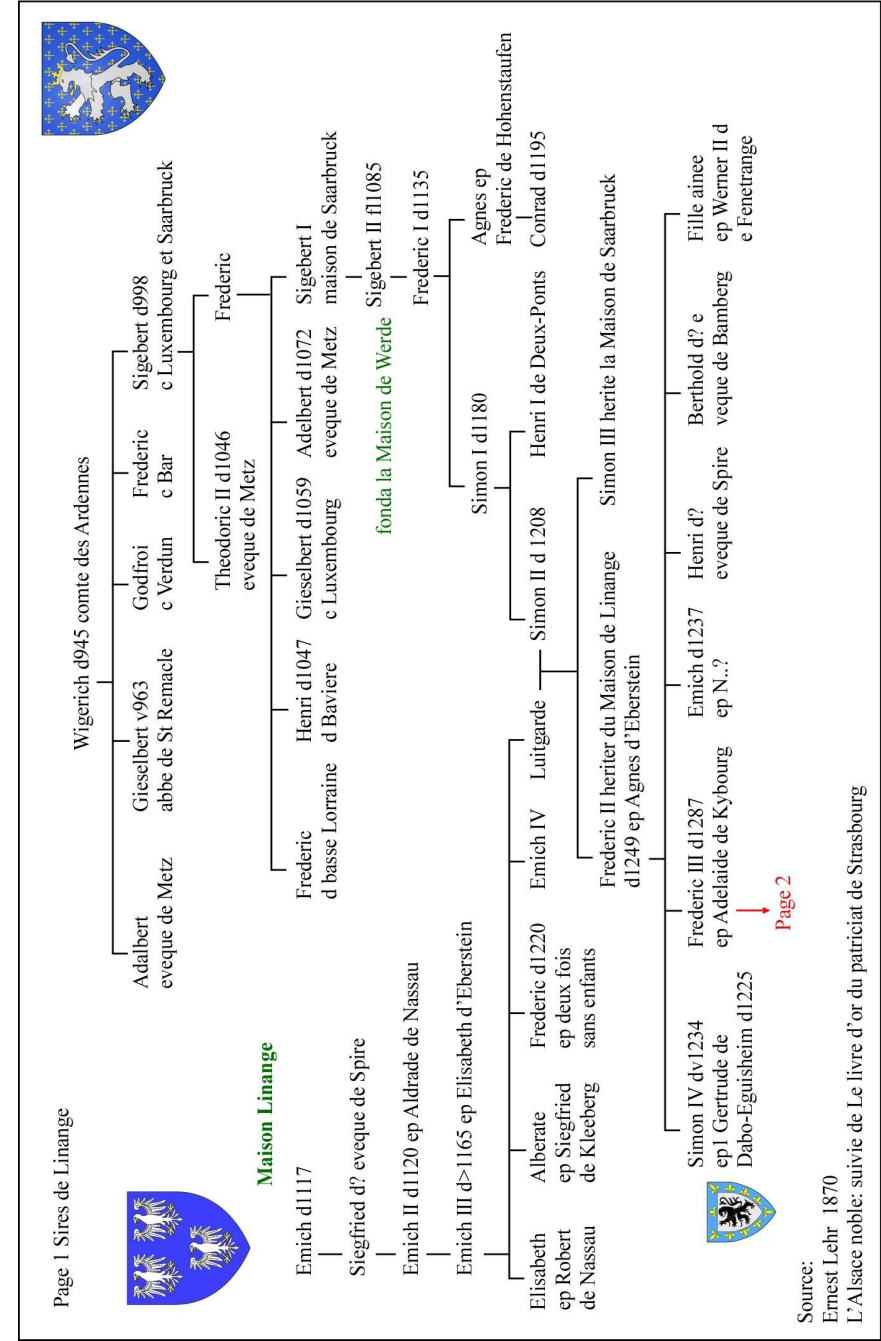 Page 1 Sires de Linange
Wigerich d945 comte des Ardennes
Adalbert
eveque de Metz
Gieselbert v963
abbe de St Remacle
Godfroi
c Verdun
Frederic
c Bar
Sigebert d998
c Luxembourg et Saarbruck
Theodoric II d1046
eveque de Metz
Frederic
Frederic
d basse Lorraine
Henri d1047
d Baviere
Gieselbert d1059
c Luxembourg
Adelbert d1072
eveque de Metz
Sigebert I
maison de Saarbruck
Sigebert II fl1085
Frederic I d1135
fonda la Maison de Werde
Maison Linange
Emich d1117
Siegfried d? eveque de Spire
Emich II d1120 ep Aldrade de Nassau
Emich III d>1165 ep Elisabeth d’Eberstein
Simon I d1180
Agnes ep
Frederic de Hohenstaufen
Conrad d1195
Elisabeth
ep Robert
de Nassau
Alberate
ep Siegfried
de Kleeberg
Frederic d1220
ep deux fois
sans enfants
Emich IV
Luitgarde
Simon II d 1208
Henri I de Deux-Ponts
Frederic II heriter du Maison de Linange
d1249 ep Agnes d’Eberstein
Simon III herite la Maison de Saarbruck
Simon IV dv1234
ep1 Gertrude de
Dabo-Eguisheim d1225
Frederic III d1287
ep Adelaide de Kybourg
Emich d1237
ep N..?
Henri d?
eveque de Spire
Berthold d? e
veque de Bamberg
Fille ainee
ep Werner II d
e Fenetrange
Page 2
Source:
Ernest Lehr 1870
L’Alsace noble: suivie de Le livre d’or du patriciat de Strasbourg